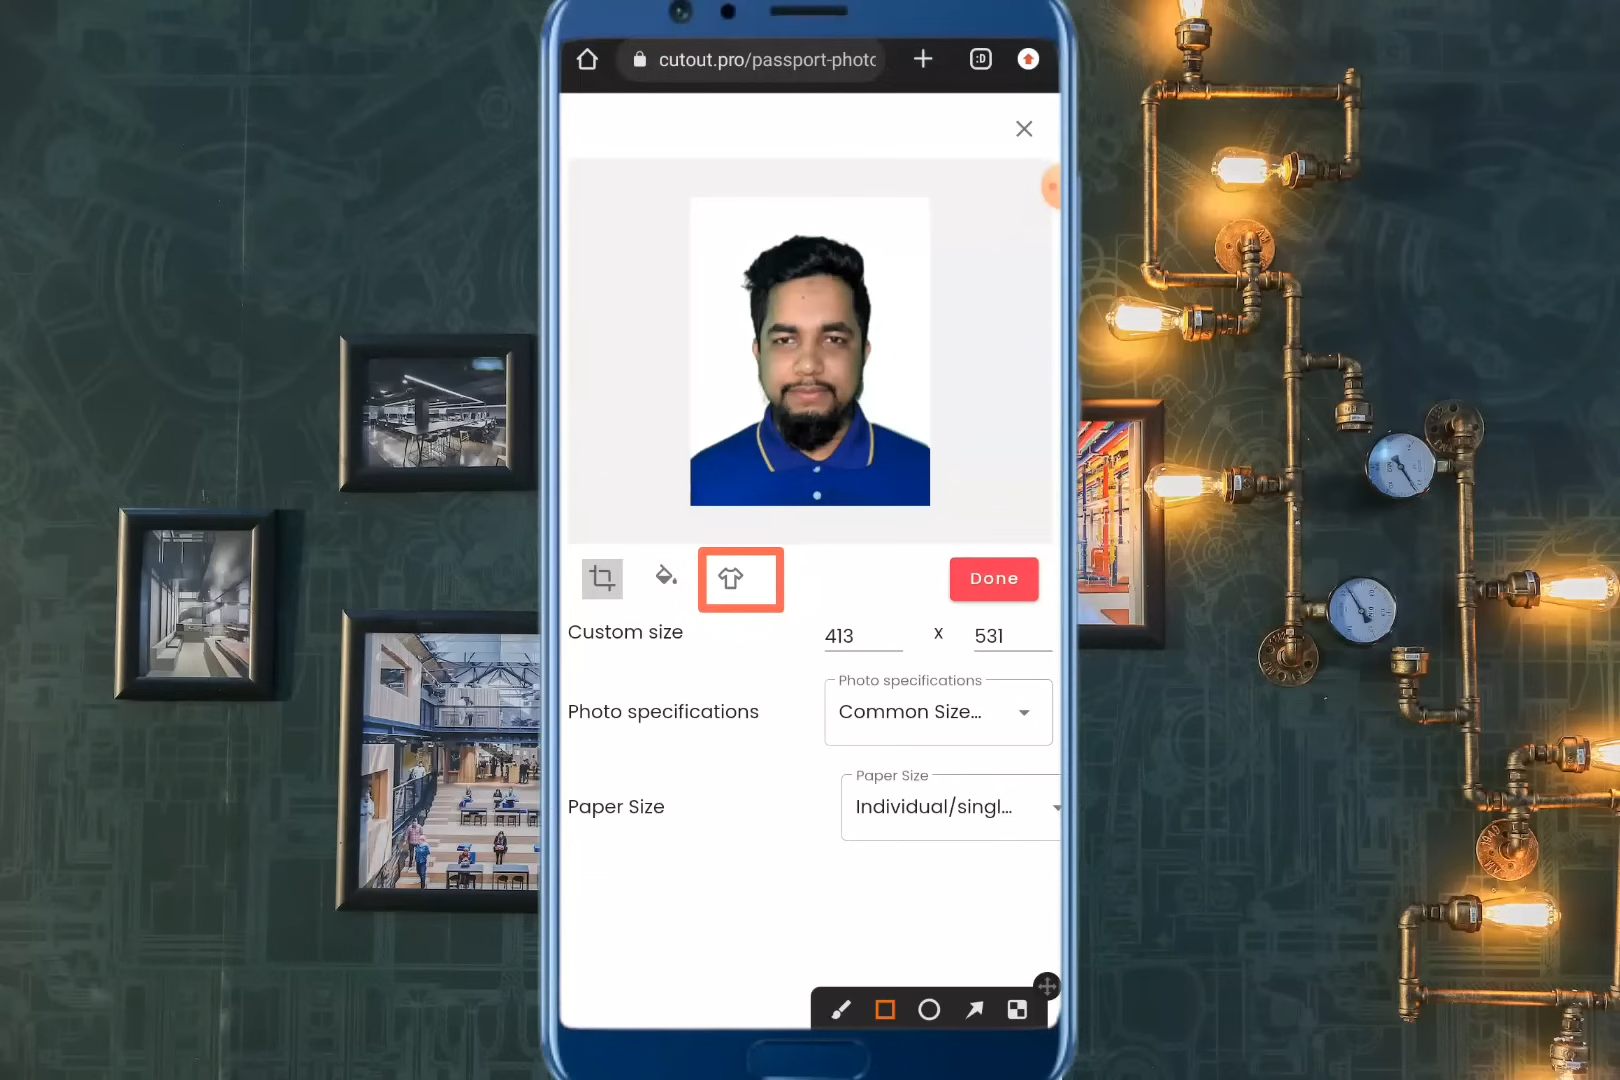 cutout.pro/passport-photo
:D
Done
Custom size
413 x 531
Photo specifications
Photo specifications
Common Size...
Paper Size
Paper Size
Individual/singl...